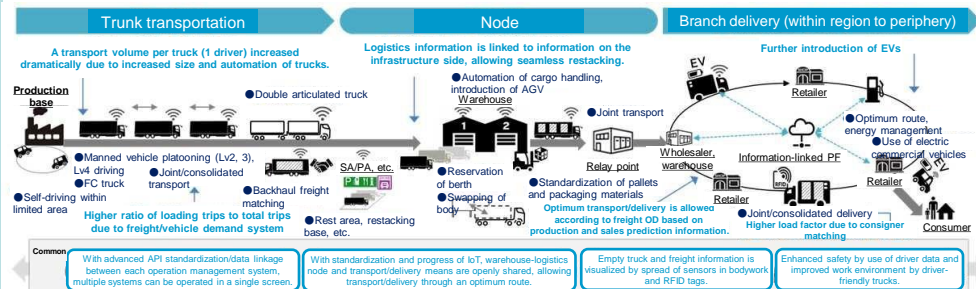 Trunk transportation
Node
Branch delivery (within region to periphery)
A transport volume per truck (1 driver) increased
dramatically due to increased size and automation of trucks.
Logistics information is linked to information on the
infrastructure side, allowing seamless restacking.
Further introduction of EVs
Production
base
●Double articulated truck
●Automation of cargo handling,
introduction of AGV
Warehouse
1
2
●Joint transport
EV
Retailer
●Optimum route,
energy management
●Use of electric
commercial vehicles
●Manned vehicle platooning (Lv2, 3),
Lv4 driving
●FC truck
●Joint/consolidated
transport
●Self-driving within
limited area
●Backhaul freight
matching
SA/PA, etc.
P
●Rest area, restacking
base, etc.
●Reservation
of berth
●Swapping of
body
Relay point
●Standardization of pallets
and packaging materials
Wholesaler,
warehouse
Information-linked PF
Retailer
EV
RFID
Retailer
●Joint/consolidated delivery
Higher load factor due to consigner
matching
Consumer
Higher ratio of loading trips to total trips
due to freight/vehicle demand system
Optimum transport/delivery is allowed
according to freight OD based on
production and sales prediction information.
Common
With advanced API standardization/data linkage
between each operation management system,
multiple systems can be operated in a single screen.
With standardization and progress of IoT, warehouse-logistics
node and transport/delivery means are openly shared, allowing
transport/delivery through an optimum route.
Empty truck and freight information is
visualized by spread of sensors in bodywork
and RFID tags.
Enhanced safety by use of driver data and
improved work environment by driver-
friendly trucks.